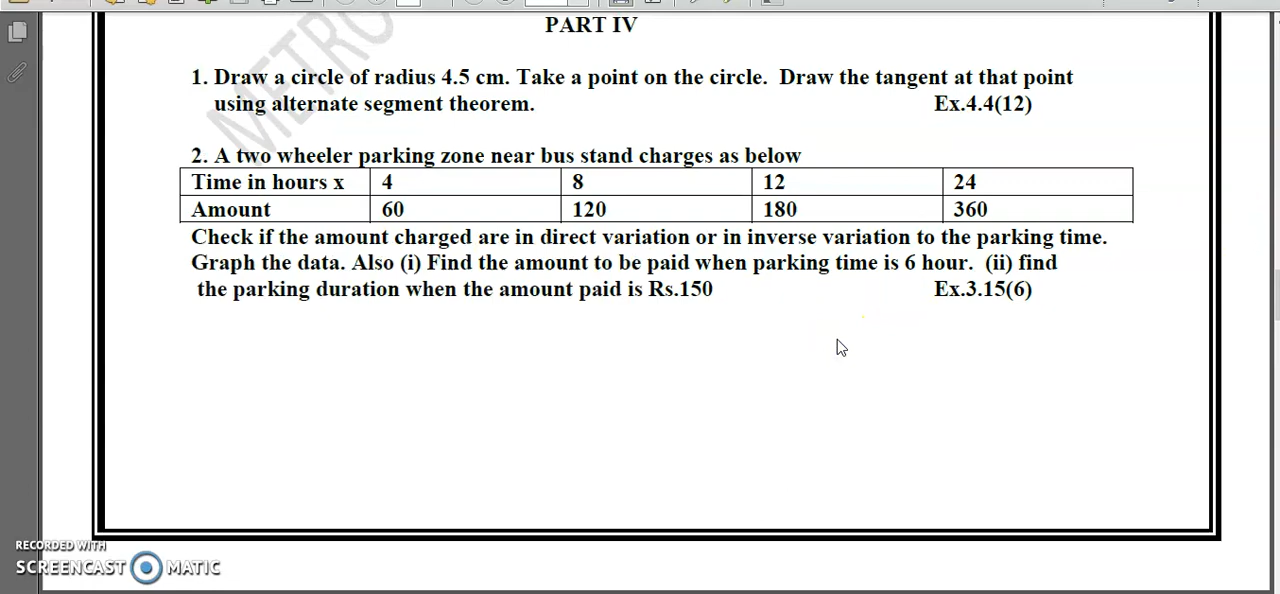 PART IV
METRO
1. Draw a circle of radius 4.5 cm. Take a point on the circle. Draw the tangent at that point
using alternate segment theorem. Ex.4.4(12)
2. A two wheeler parking zone near bus stand charges as below
Time in hours x 4 8 12 24
Amount 60 120 180 360
Check if the amount charged are in direct variation or in inverse variation to the parking time.
Graph the data. Also (i) Find the amount to be paid when parking time is 6 hour. (ii) find
the parking duration when the amount paid is Rs.150 Ex.3.15(6)
RECORDED WITH
SCREENCAST MATIC